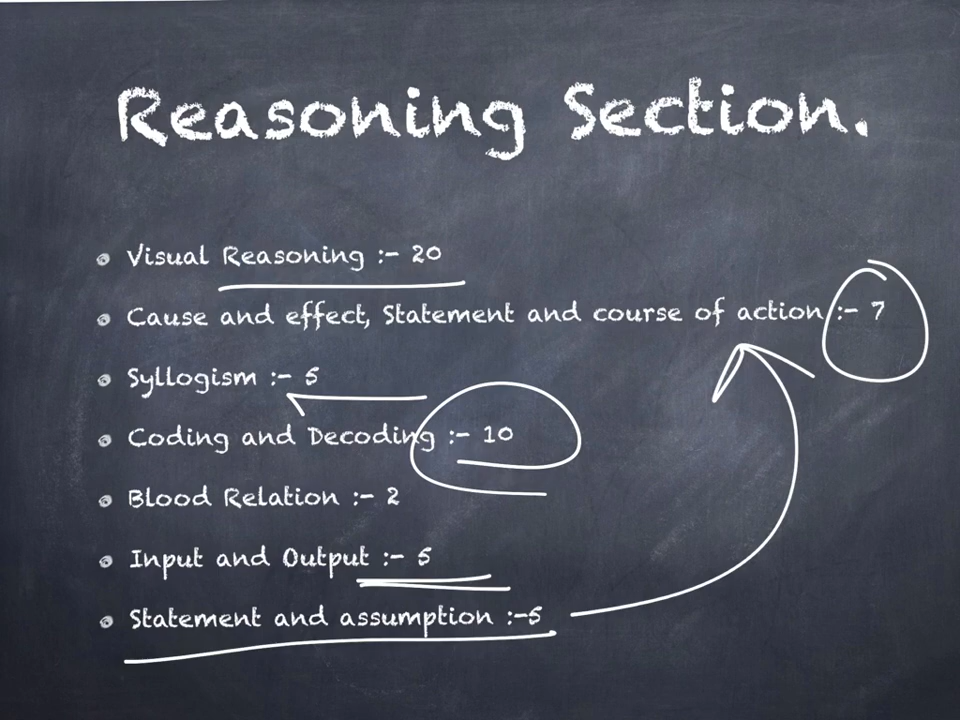 Reasoning Section.
Visual Reasoning :- 20
Cause and effect, Statement and course of action :- 7
Syllogism :- 5
Coding and Decoding :- 10
Blood Relation :- 2
Input and Output :- 5
Statement and assumption :-5